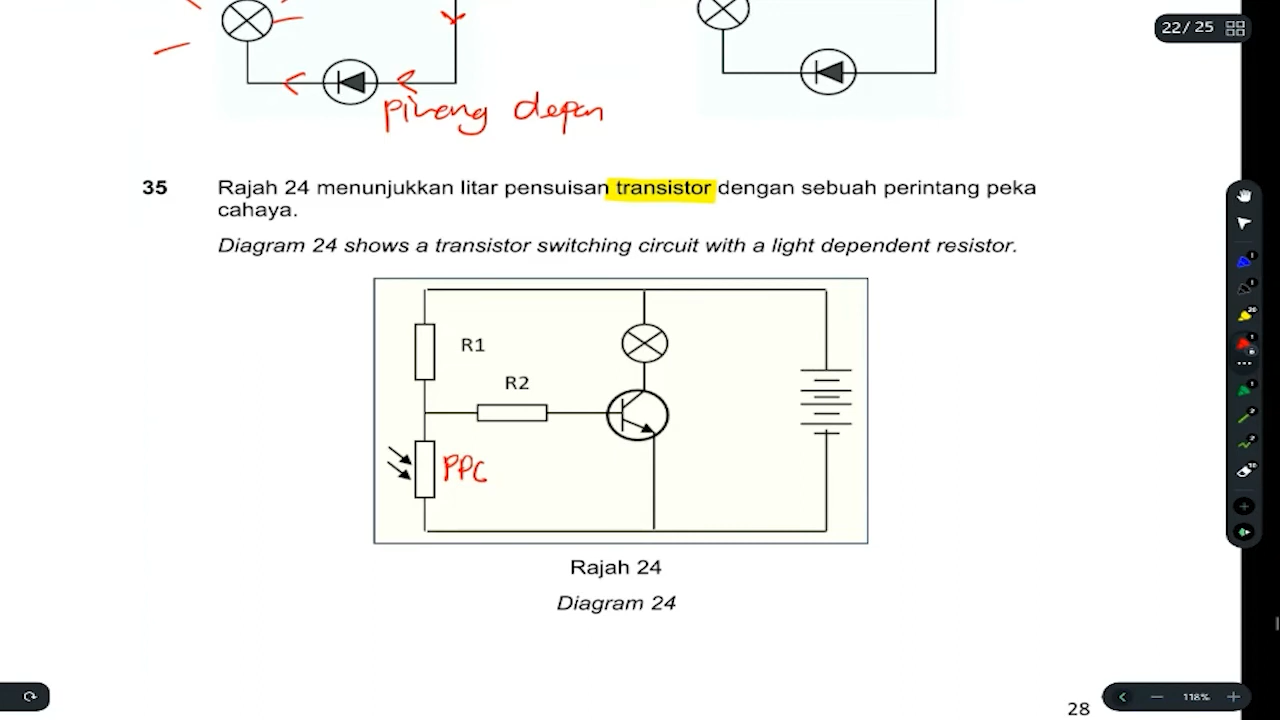 22/ 25
pincang depan
35 Rajah 24 menunjukkan litar pensuisan transistor dengan sebuah perintang peka
cahaya.
Diagram 24 shows a transistor switching circuit with a light dependent resistor.
R1
R2
PPC
Rajah 24
Diagram 24
28
118%